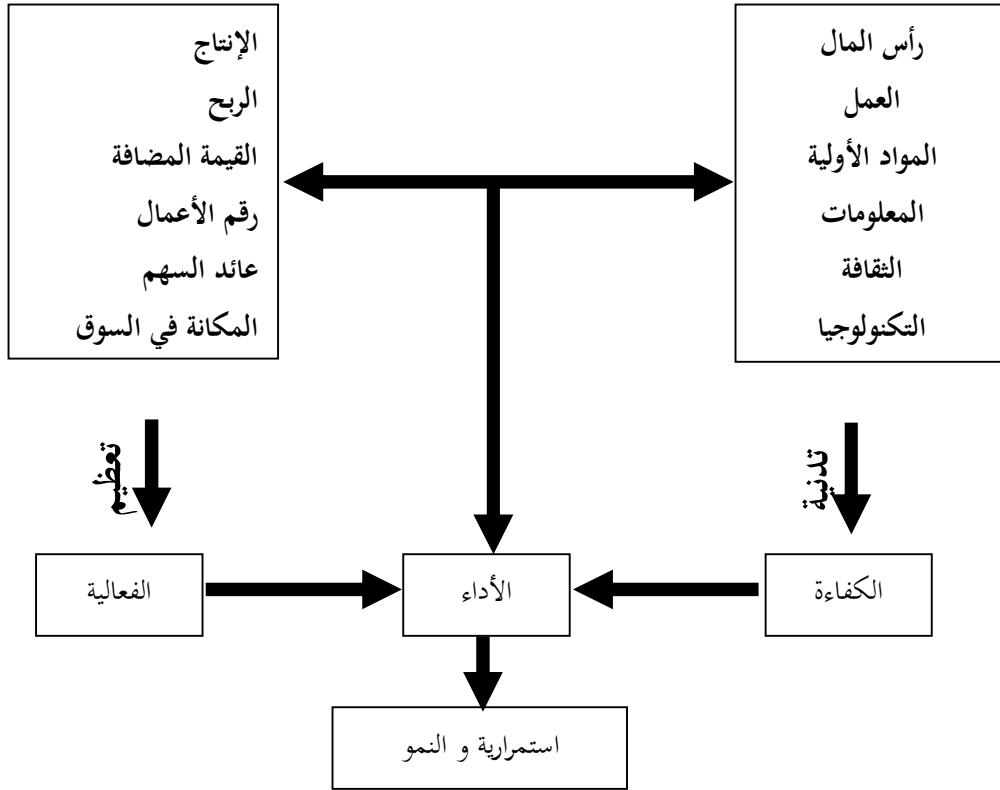 رأس المال
العمل
المواد الأولية
المعلومات
الثقافة
التكنولوجيا
الإنتاج
الربح
القيمة المضافة
رقم الأعمال
عائد السهم
المكانة في السوق
تدنية
تعظيم
الكفاءة
الأداء
الفعالية
استمرارية و النمو